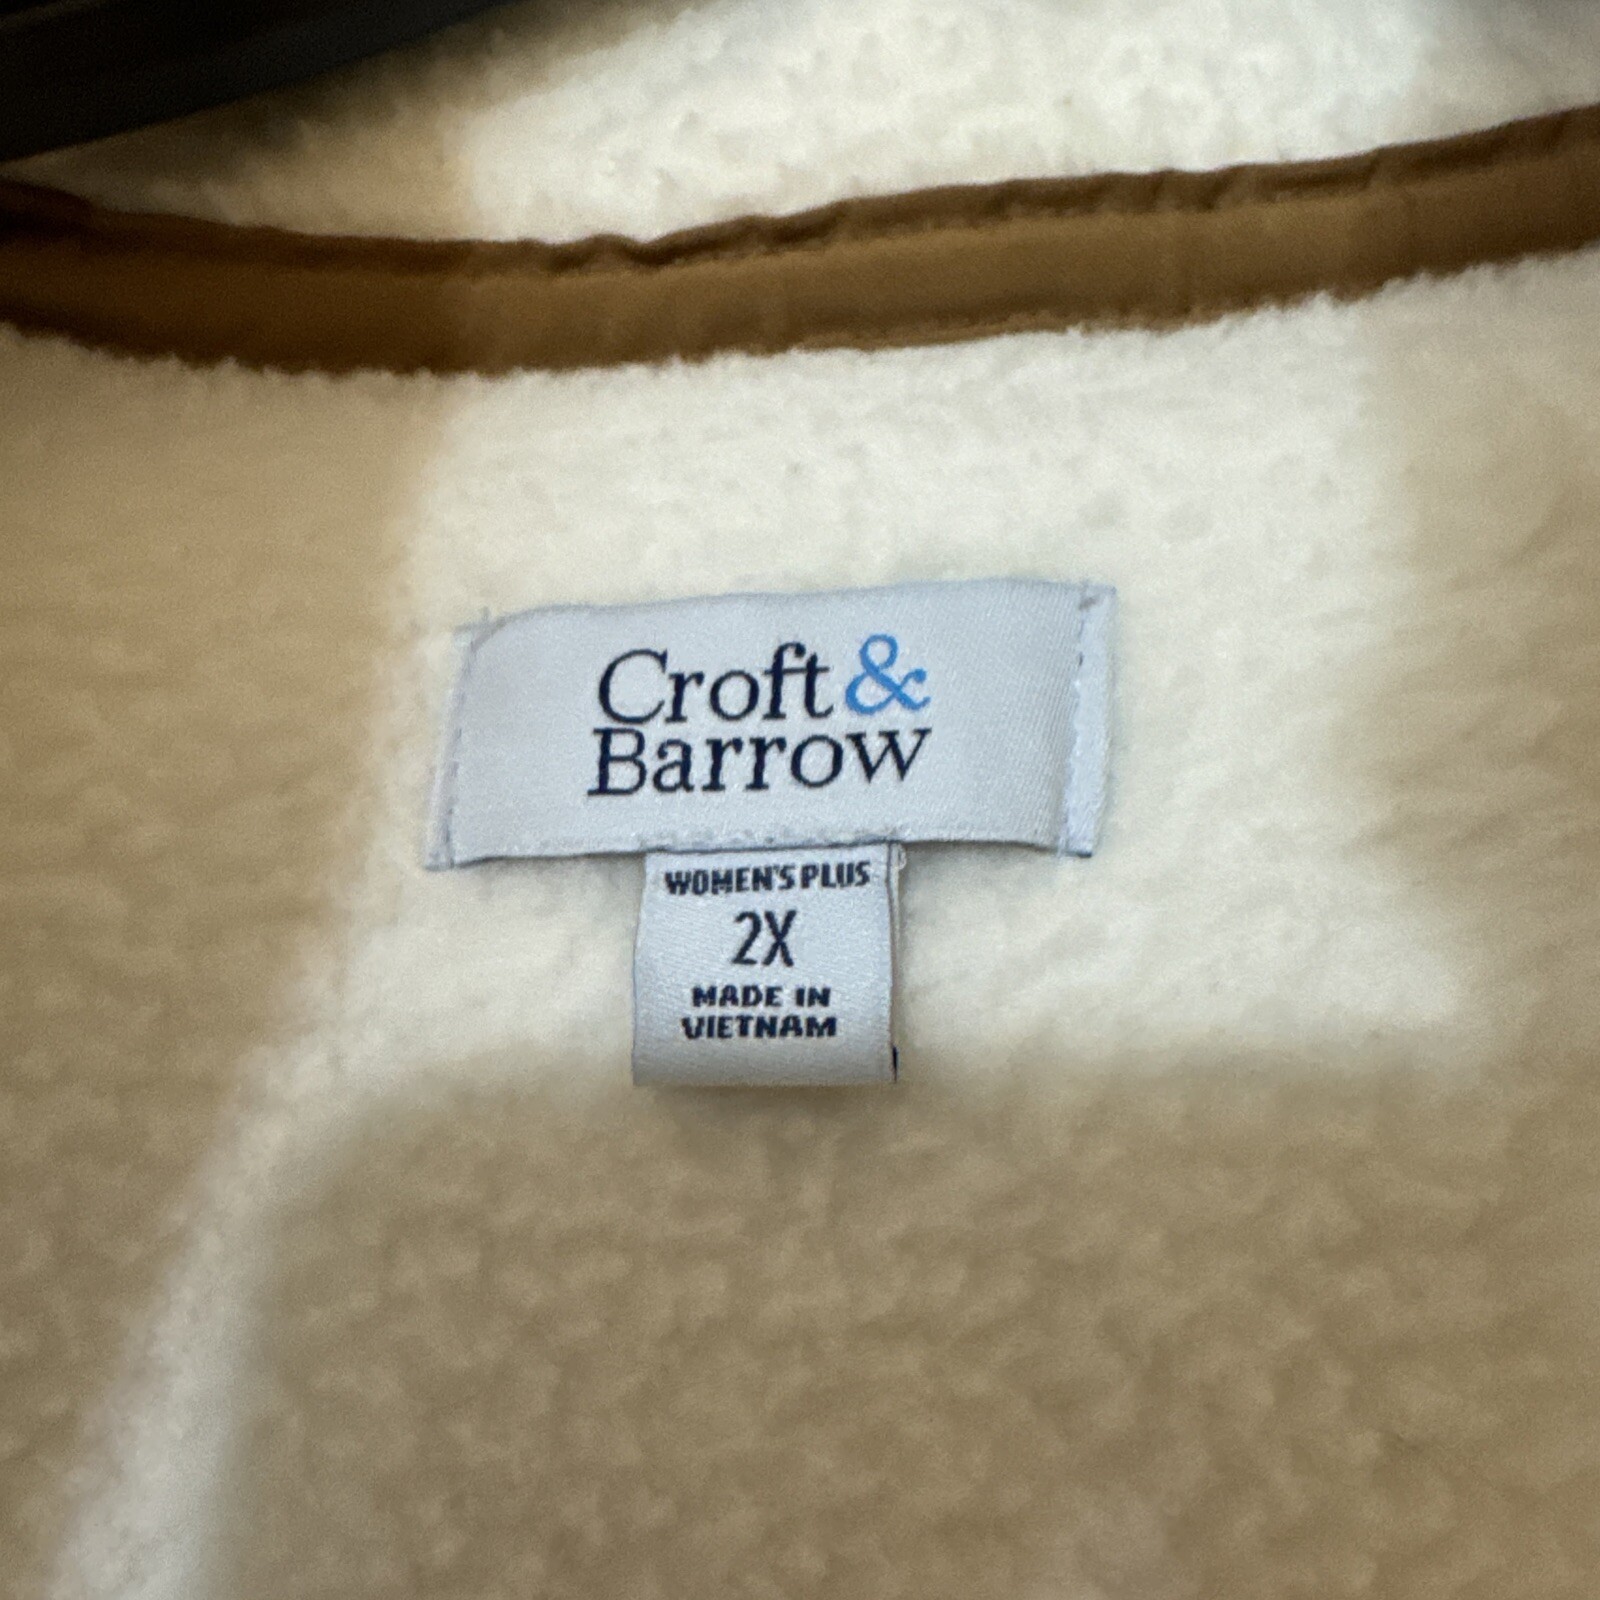 Croft &
Barrow
WOMEN'S PLUS
2X
MADE IN
VIETNAM